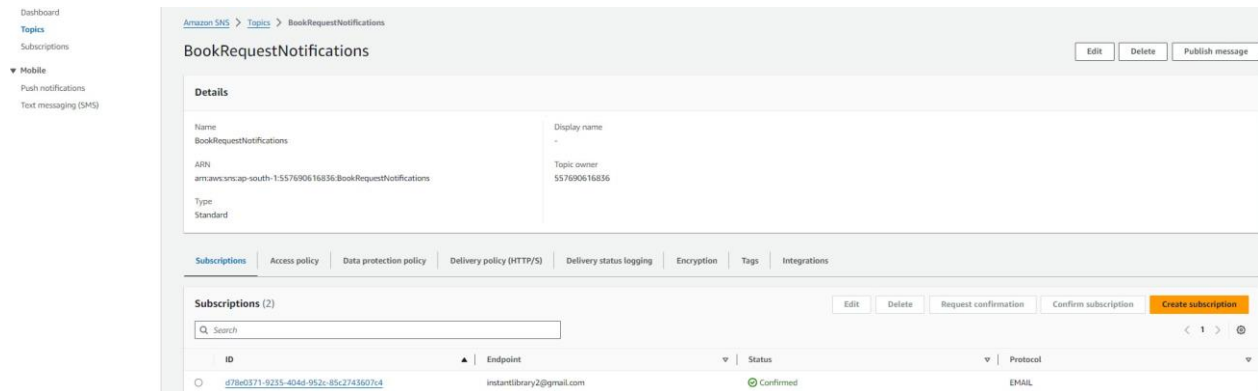 Dashboard
Topics
Subscriptions
Mobile
Push notifications
Text messaging (SMS)
Amazon SNS > Topics > BookRequestNotifications
BookRequestNotifications
Edit Delete Publish message
Details
Name
BookRequestNotifications
Display name
-
ARN
arn:aws:sns:ap-south-1:557690616836:BookRequestNotifications
Topic owner
557690616836
Type
Standard
Subscriptions Access policy Data protection policy Delivery policy (HTTP/S) Delivery status logging Encryption Tags Integrations
Subscriptions (2)
Edit Delete Request confirmation Confirm subscription Create subscription
Search
< 1 >
ID Endpoint Status Protocol
d78e0371-9235-404d-952c-85c2743607c4 instantlibrary2@gmail.com Confirmed EMAIL